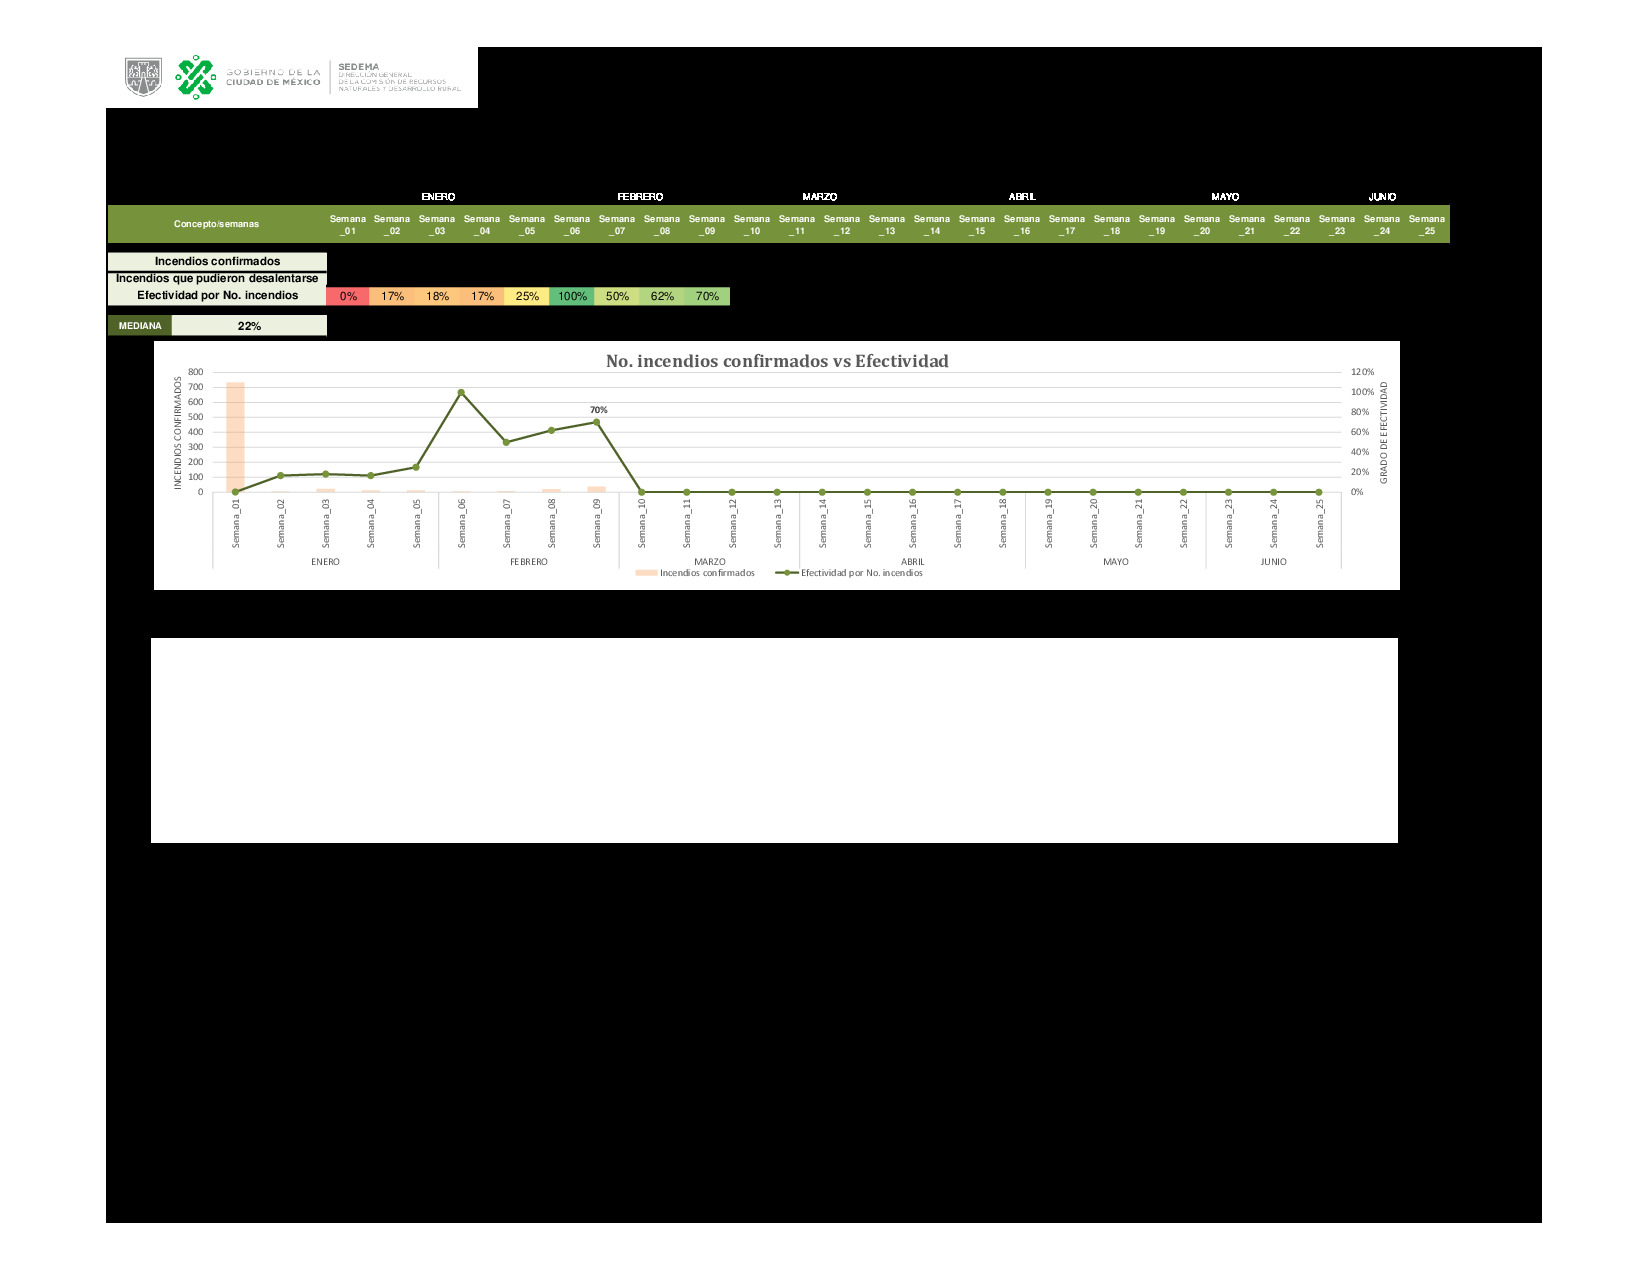 GOBIERNO DE LA
CIUDAD DE MÉXICO
SEDEMA
DIRECCIÓN GENERAL
DE LA COMISIÓN DE RECURSOS
NATURALES Y DESARROLLO RURAL
ENERO FEBRERO MARZO ABRIL MAYO JUNIO
Concepto/semanas Semana _01 Semana _02 Semana _03 Semana _04 Semana _05 Semana _06 Semana _07 Semana _08 Semana _09 Semana _10 Semana _11 Semana _12 Semana _13 Semana _14 Semana _15 Semana _16 Semana _17 Semana _18 Semana _19 Semana _20 Semana _21 Semana _22 Semana _23 Semana _24 Semana _25
Incendios confirmados
Incendios que pudieron desalentarse
Efectividad por No. incendios 0% 17% 18% 17% 25% 100% 50% 62% 70%
MEDIANA 22%
No. incendios confirmados vs Efectividad
INCENDIOS CONFIRMADOS
800
700
600
500
400
300
200
100
0
70%
120%
100%
80%
60%
40%
20%
0%
GRADO DE EFECTIVIDAD
Semana_01 Semana_02 Semana_03 Semana_04 Semana_05 Semana_06 Semana_07 Semana_08 Semana_09 Semana_10 Semana_11 Semana_12 Semana_13 Semana_14 Semana_15 Semana_16 Semana_17 Semana_18 Semana_19 Semana_20 Semana_21 Semana_22 Semana_23 Semana_24 Semana_25
ENERO FEBRERO MARZO ABRIL MAYO JUNIO
Incendios confirmados Efectividad por No. incendios